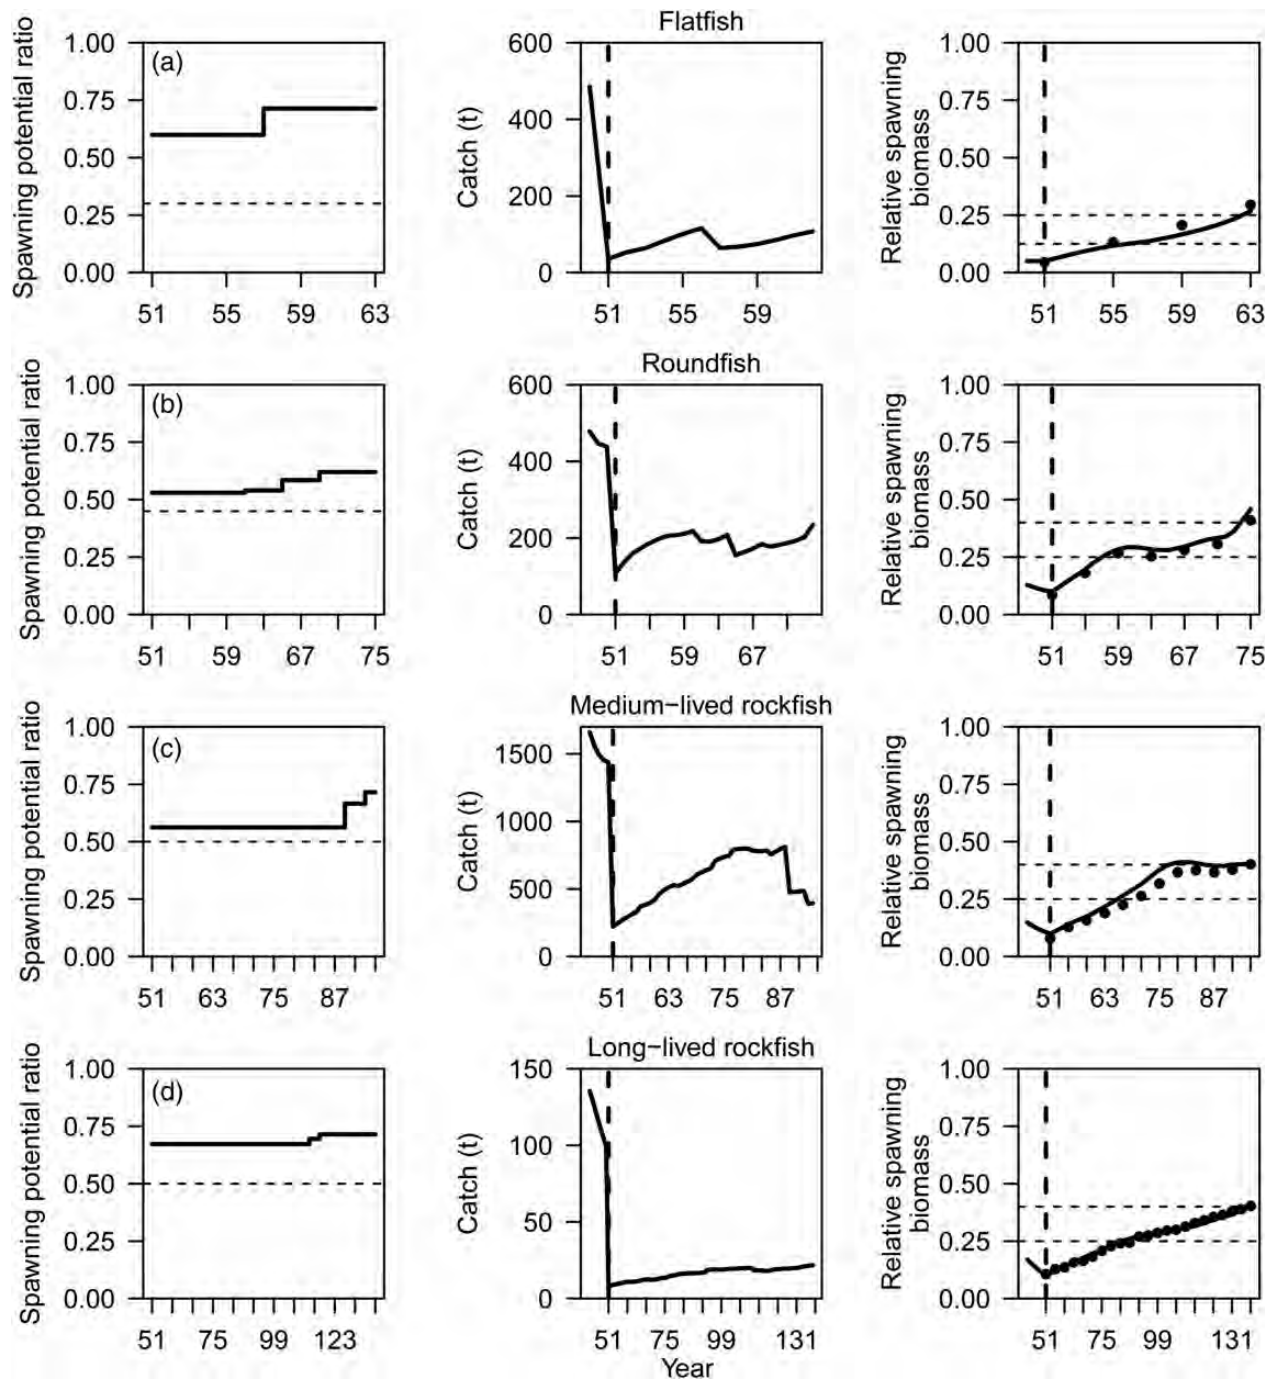 Flatfish
(a)
Spawning potential ratio
1.00
0.75
0.50
0.25
0.00
51 55 59 63
Catch (t)
600
400
200
0
51 55 59
Relative spawning
biomass
1.00
0.75
0.50
0.25
0.00
51 55 59 63
Roundfish
(b)
Spawning potential ratio
1.00
0.75
0.50
0.25
0.00
51 59 67 75
Catch (t)
600
400
200
0
51 59 67
Relative spawning
biomass
1.00
0.75
0.50
0.25
0.00
51 59 67 75
Medium−lived rockfish
(c)
Spawning potential ratio
1.00
0.75
0.50
0.25
0.00
51 63 75 87
Catch (t)
1500
1000
500
0
51 63 75 87
Relative spawning
biomass
1.00
0.75
0.50
0.25
0.00
51 63 75 87
Long−lived rockfish
(d)
Spawning potential ratio
1.00
0.75
0.50
0.25
0.00
51 75 99 123
Catch (t)
150
100
50
0
51 75 99 131
Relative spawning
biomass
1.00
0.75
0.50
0.25
0.00
51 75 99 131
Year